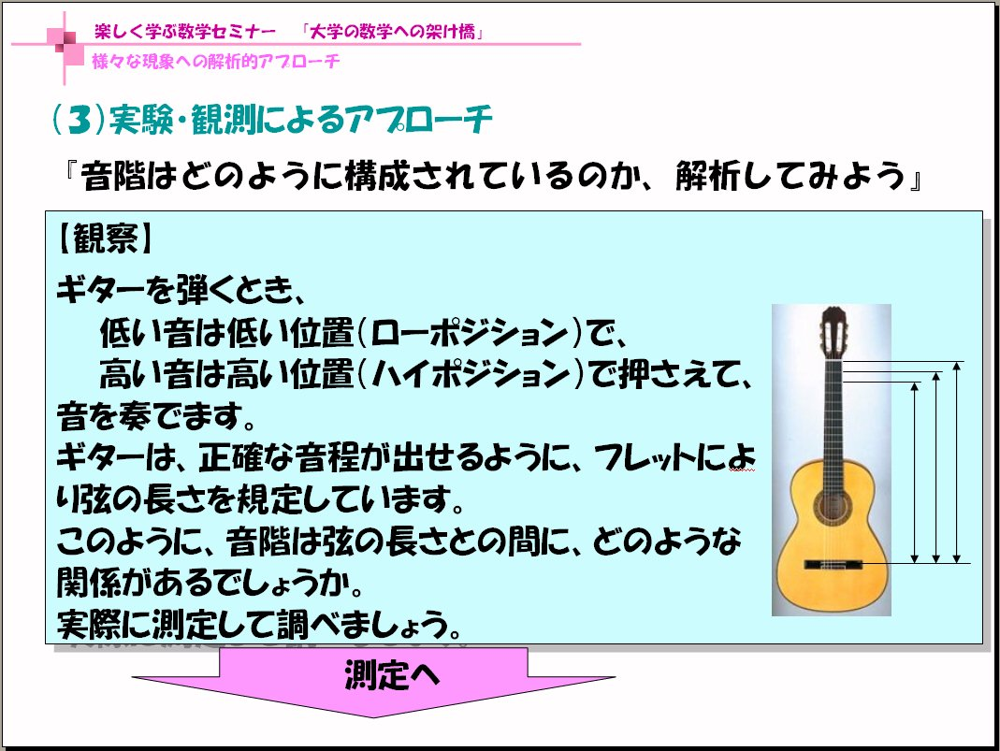 楽しく学ぶ数学セミナー 「大学の数学への架け橋」
様々な現象への解析的アプローチ
（３）実験・観測によるアプローチ
『音階はどのように構成されているのか、解析してみよう』
【観察】
ギターを弾くとき、
低い音は低い位置（ローポジション）で、
高い音は高い位置（ハイポジション）で押さえて、
音を奏でます。
ギターは、正確な音程が出せるように、フレットによ
り弦の長さを規定しています。
このように、音階は弦の長さとの間に、どのような
関係があるでしょうか。
実際に測定して調べましょう。
測定へ